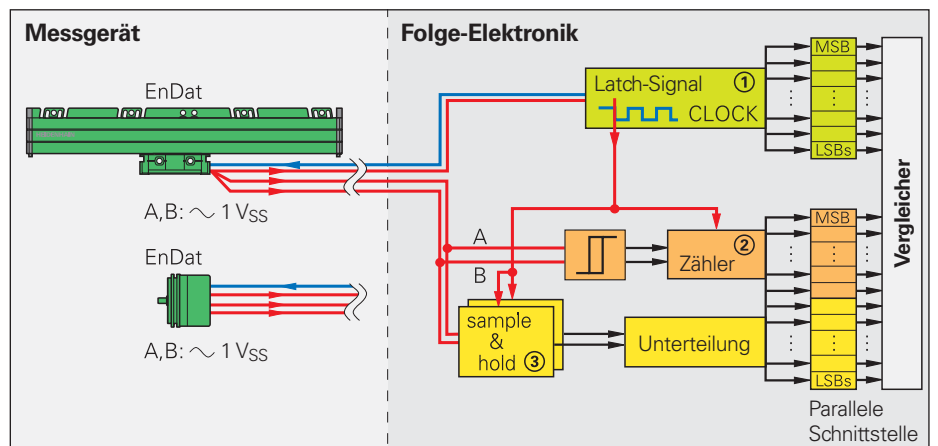 Messgerät
Folge-Elektronik
EnDat
A,B: ∼ 1 VSS
EnDat
A,B: ∼ 1 VSS
Latch-Signal ①
CLOCK
A
B
②
Zähler
sample
&
hold ③
Unterteilung
MSB
LSBs
MSB
LSBs
Parallele
Schnittstelle
Vergleicher